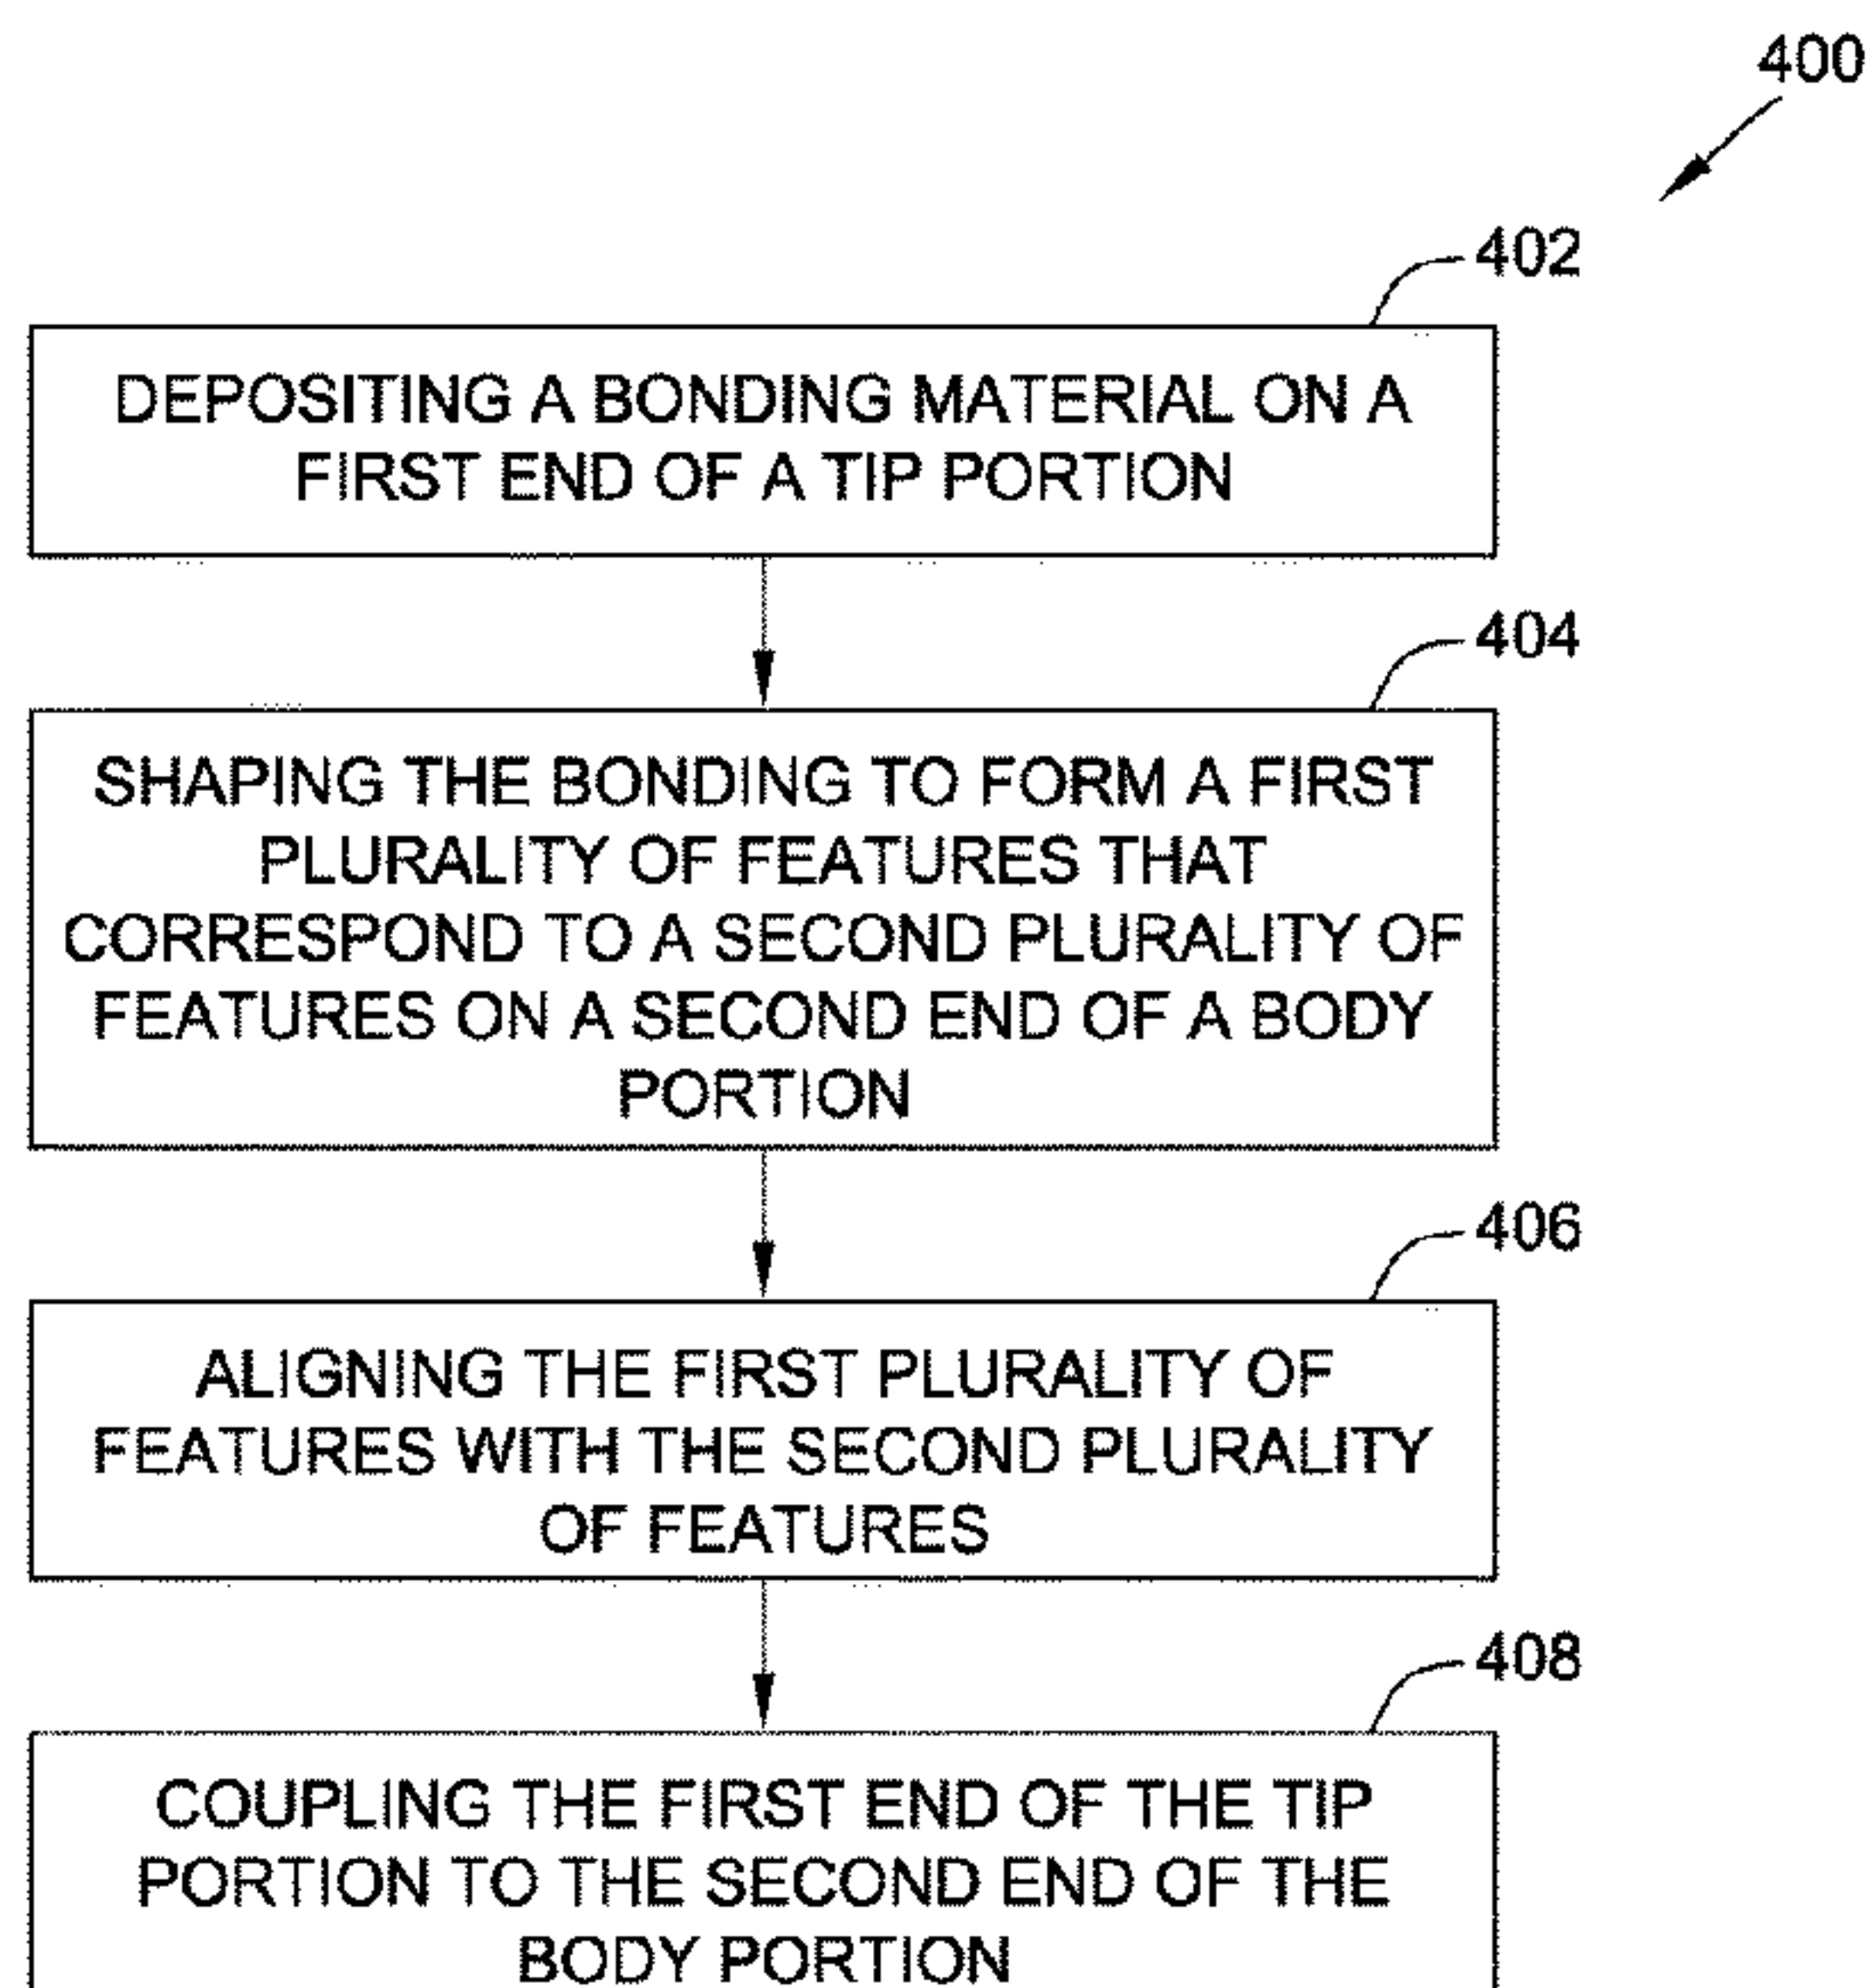 400
402
DEPOSITING A BONDING MATERIAL ON A
FIRST END OF A TIP PORTION
404
SHAPING THE BONDING TO FORM A FIRST
PLURALITY OF FEATURES THAT
CORRESPOND TO A SECOND PLURALITY OF
FEATURES ON A SECOND END OF A BODY
PORTION
406
ALIGNING THE FIRST PLURALITY OF
FEATURES WITH THE SECOND PLURALITY
OF FEATURES
408
COUPLING THE FIRST END OF THE TIP
PORTION TO THE SECOND END OF THE
BODY PORTION